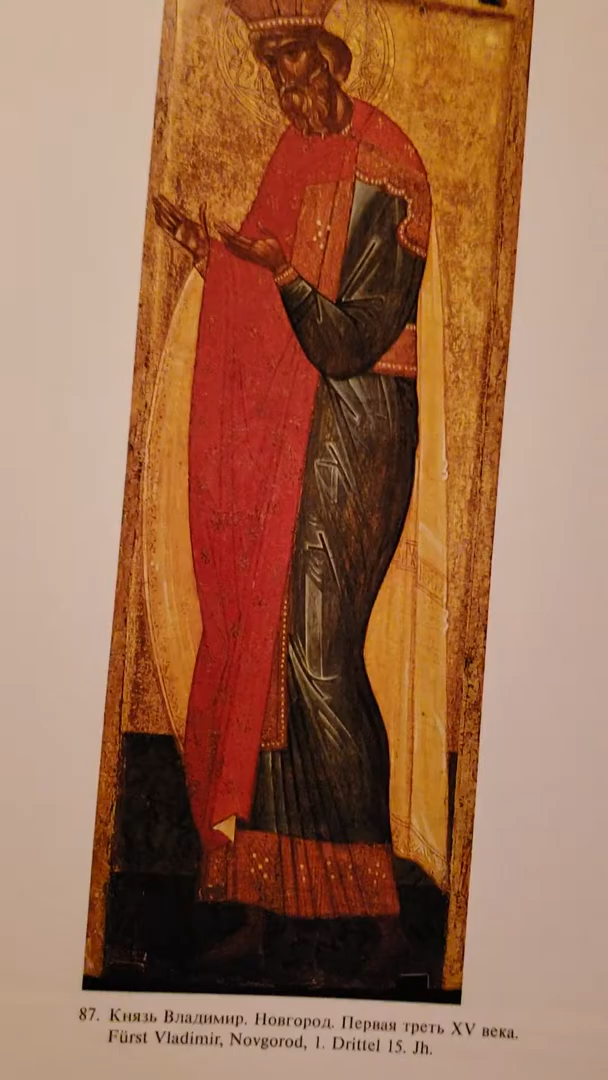 87. Князь Владимир. Новгород. Первая треть XV века.
Fürst Vladimir, Novgorod, 1. Drittel 15. Jh.